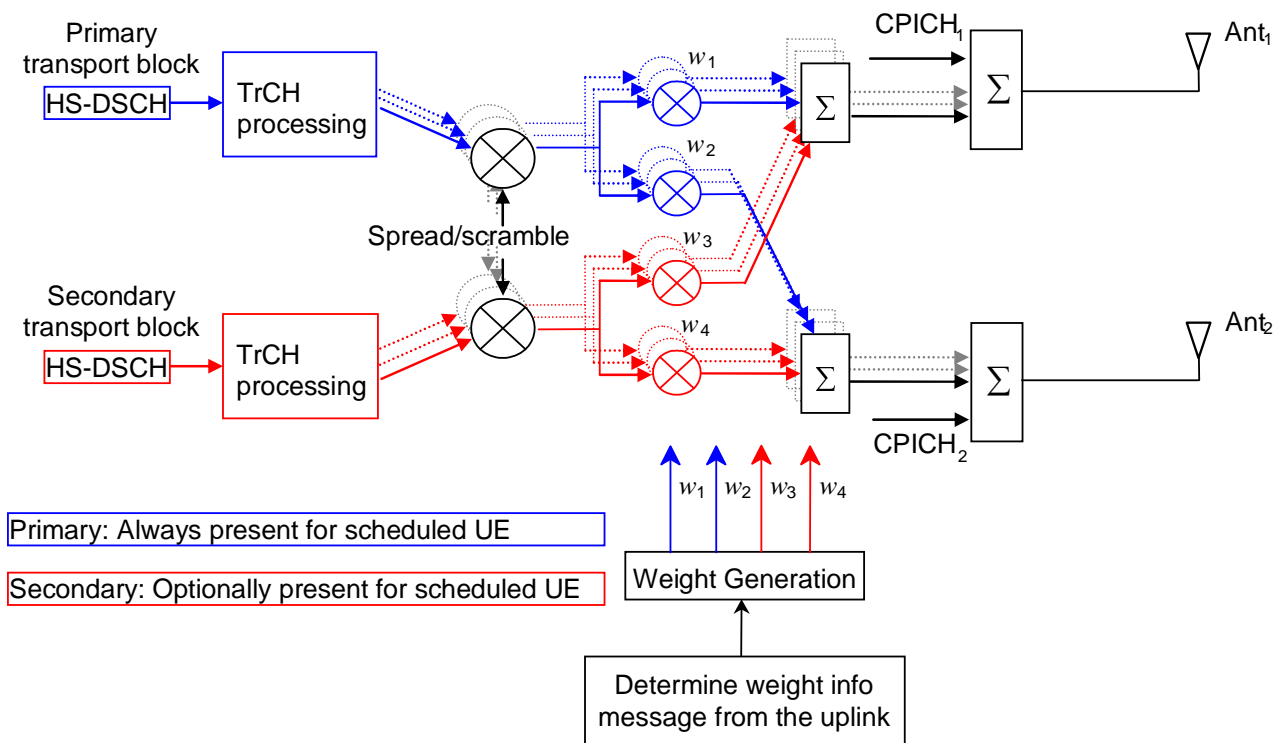 Primary
transport block
HS-DSCH
TrCH
processing
w1
w2
Σ
CPICH1
Σ
Ant1
Spread/scramble
Secondary
transport block
HS-DSCH
TrCH
processing
w3
w4
Σ
CPICH2
Σ
Ant2
w1 w2 w3 w4
Primary: Always present for scheduled UE
Secondary: Optionally present for scheduled UE
Weight Generation
Determine weight info
message from the uplink